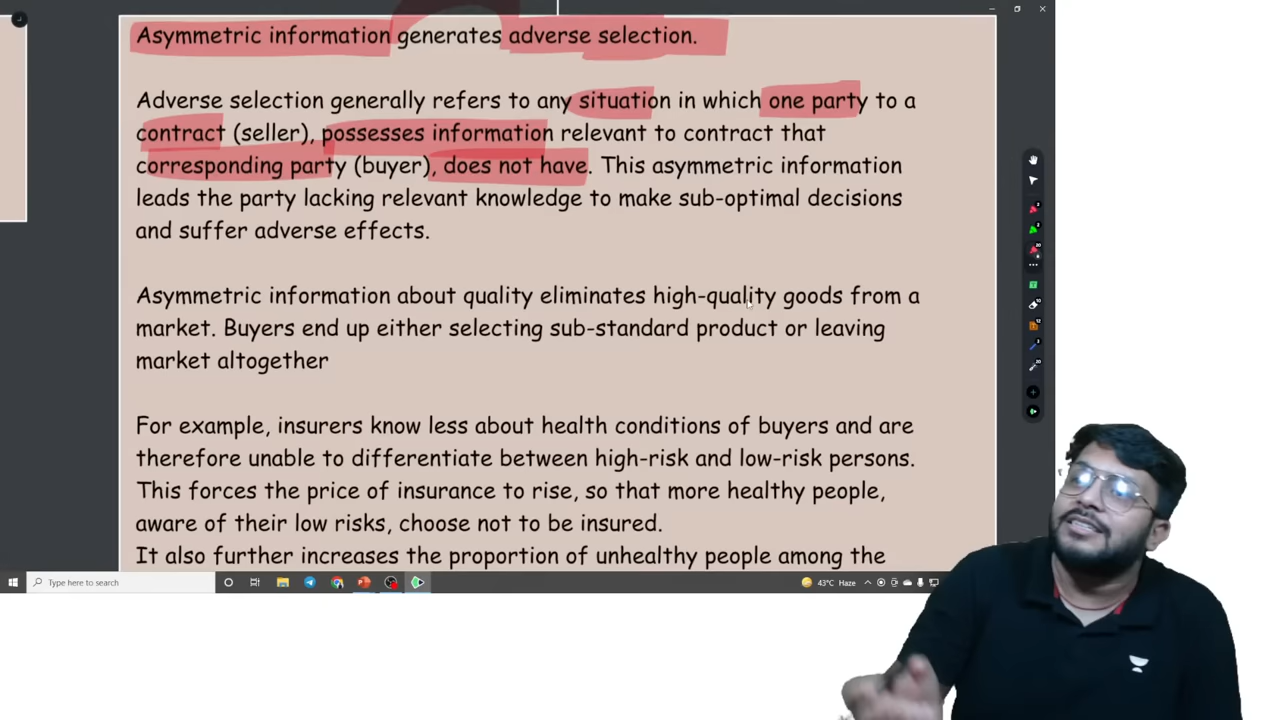 Asymmetric information generates adverse selection.
Adverse selection generally refers to any situation in which one party to a
contract (seller), possesses information relevant to contract that
corresponding party (buyer), does not have. This asymmetric information
leads the party lacking relevant knowledge to make sub-optimal decisions
and suffer adverse effects.
Asymmetric information about quality eliminates high-quality goods from a
market. Buyers end up either selecting sub-standard product or leaving
market altogether
For example, insurers know less about health conditions of buyers and are
therefore unable to differentiate between high-risk and low-risk persons.
This forces the price of insurance to rise, so that more healthy people,
aware of their low risks, choose not to be insured.
It also further increases the proportion of unhealthy people among the
Type here to search
43°C Haze